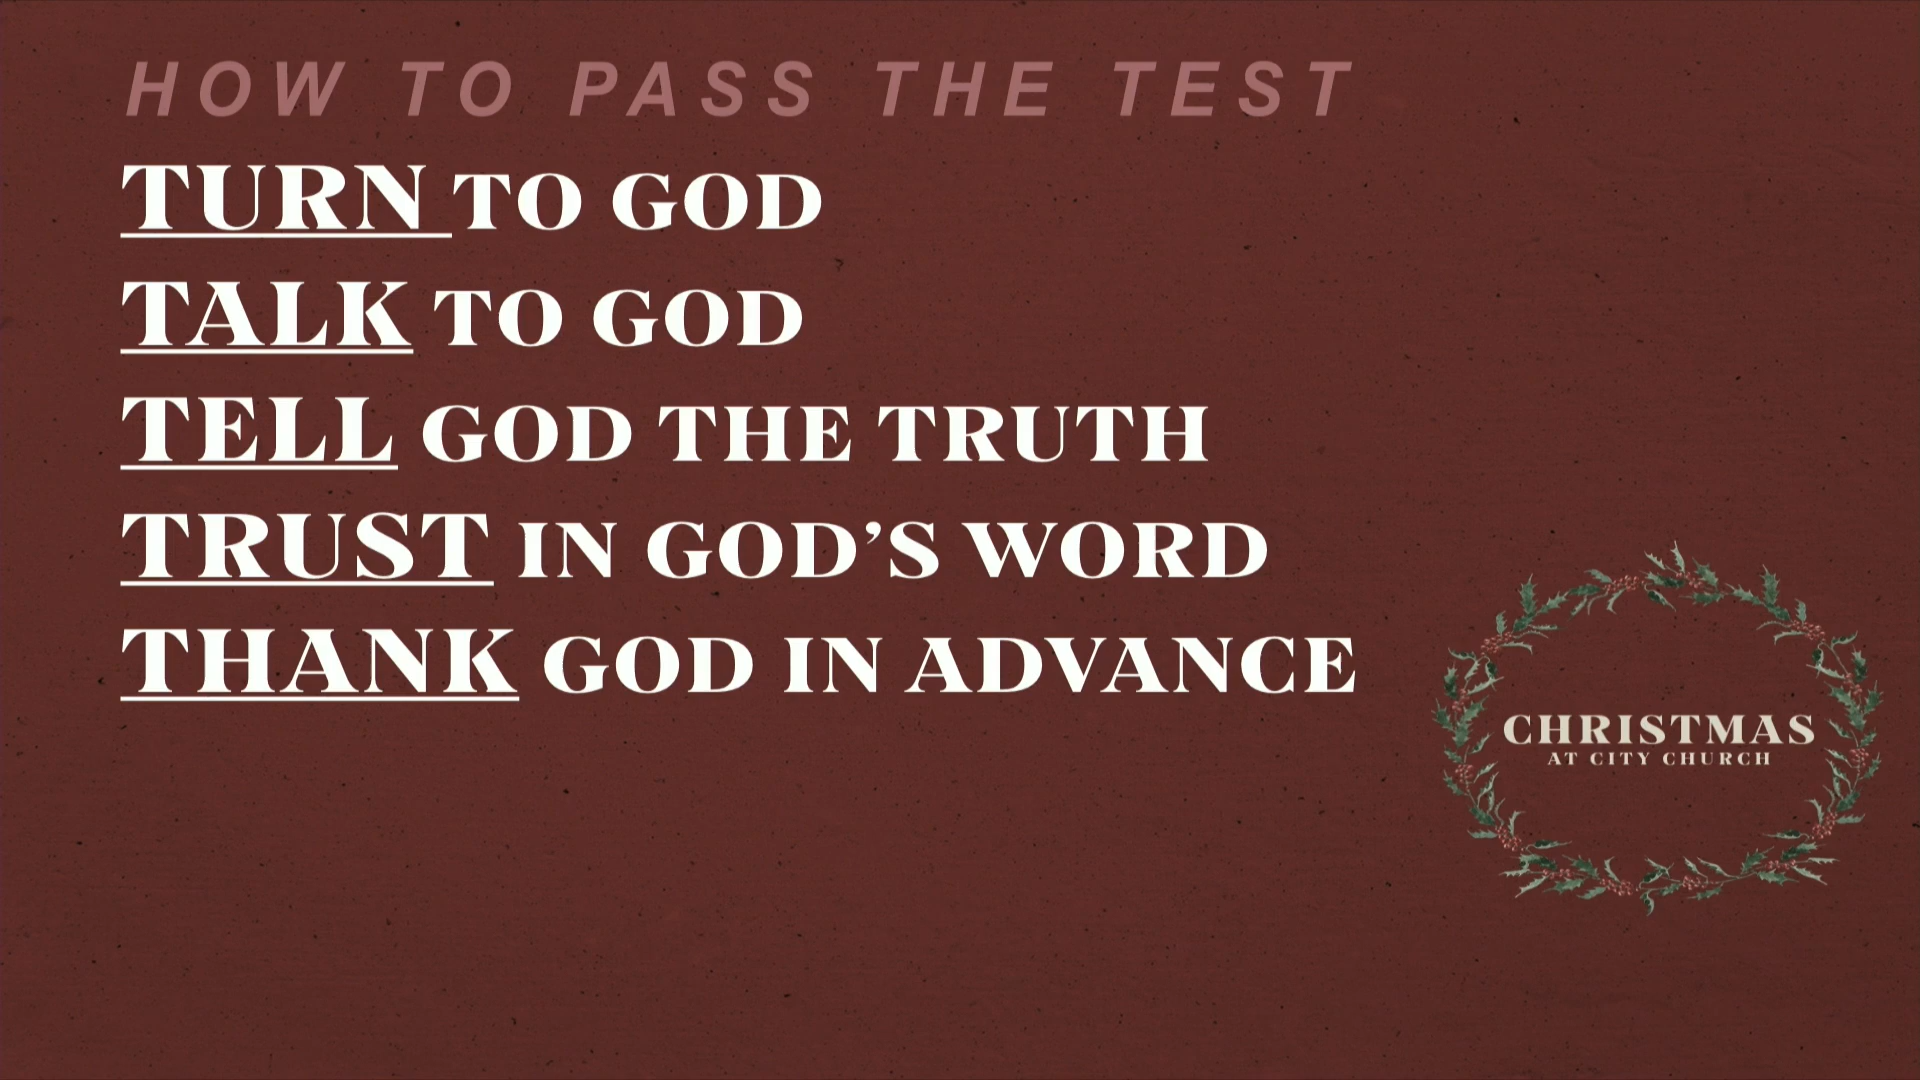 HOW TO PASS THE TEST
TURN TO GOD
TALK TO GOD
TELL GOD THE TRUTH
TRUST IN GOD’S WORD
THANK GOD IN ADVANCE
CHRISTMAS
AT CITY CHURCH